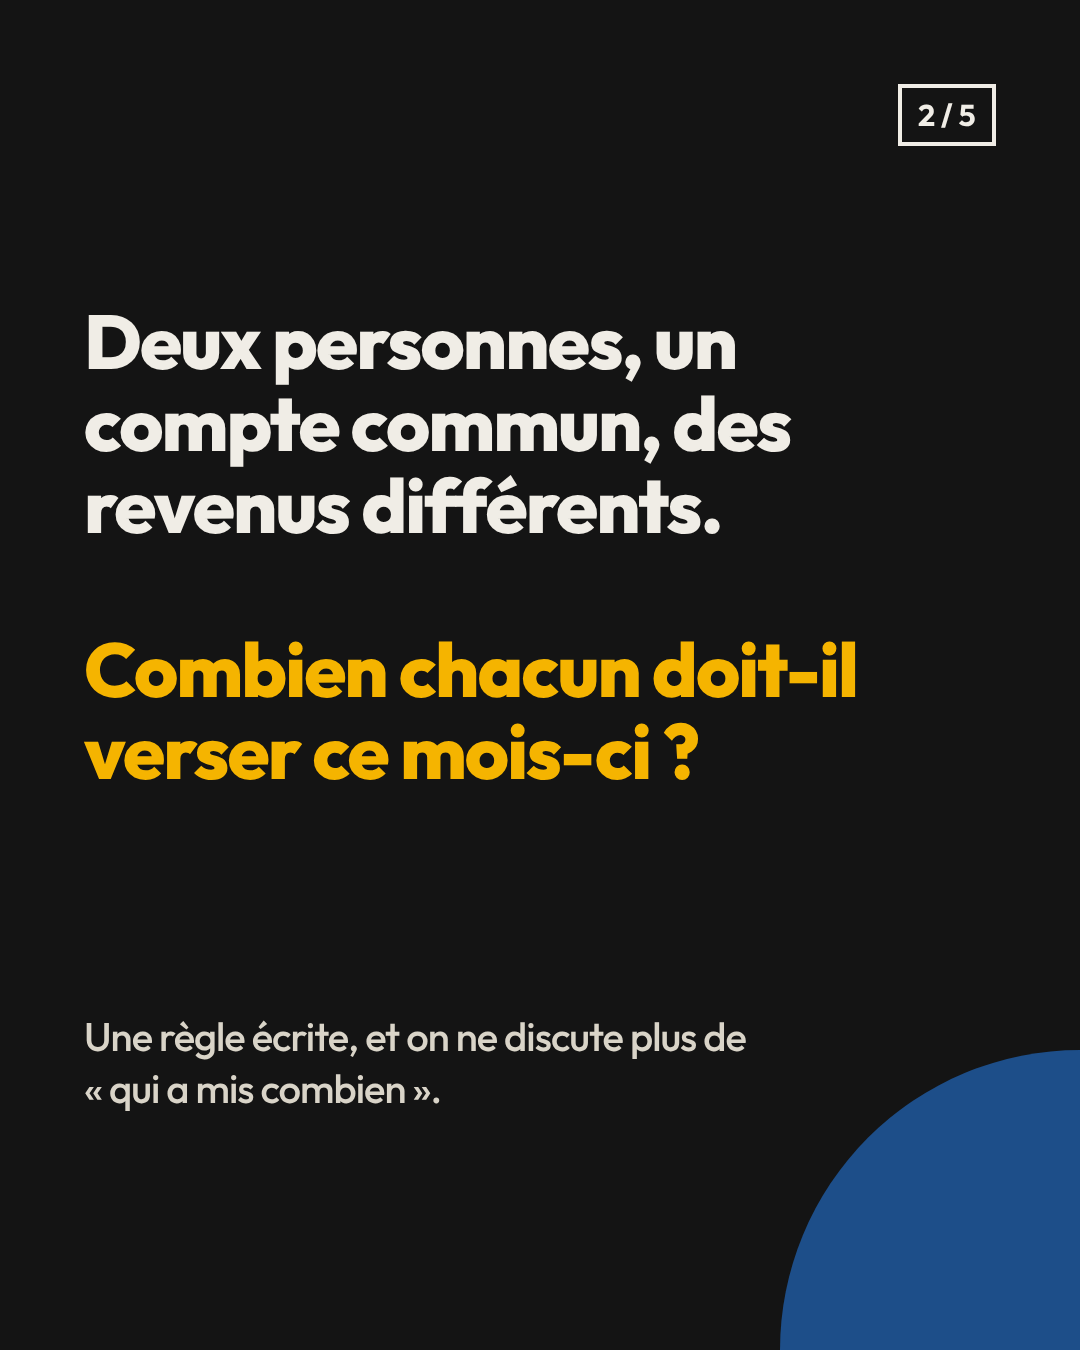 2 / 5
Deux personnes, un
compte commun, des
revenus différents.
Combien chacun doit-il
verser ce mois-ci ?
Une règle écrite, et on ne discute plus de
« qui a mis combien ».